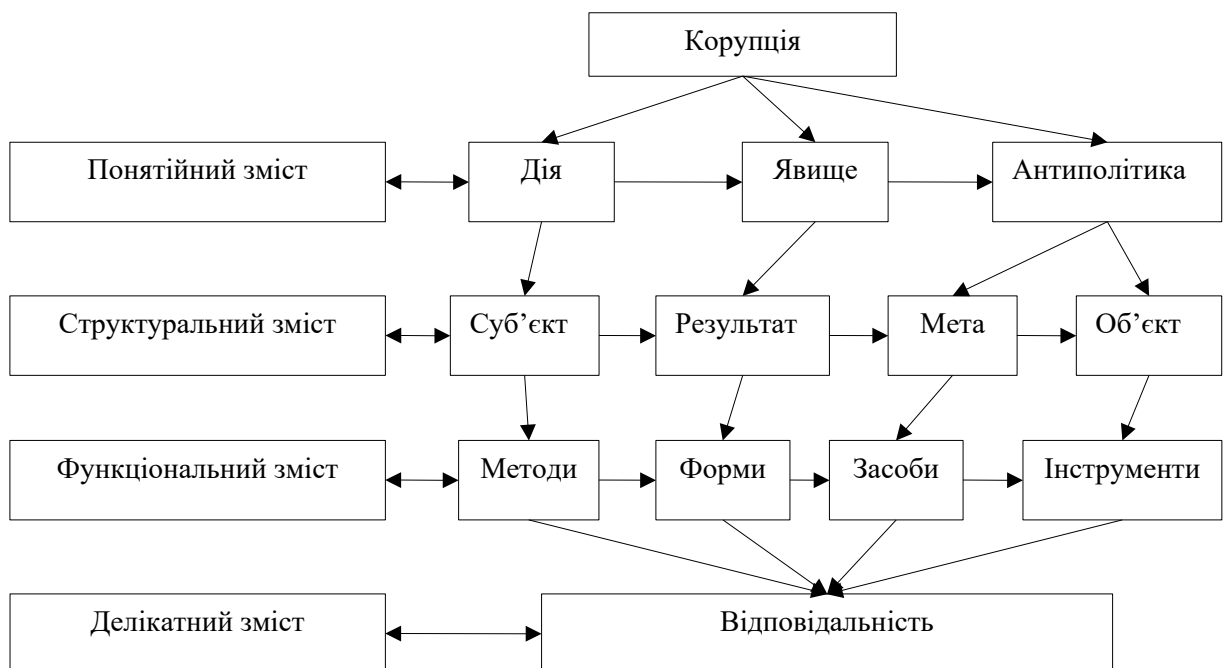 Корупція
Понятійний зміст
Дія
Явище
Антиполітика
Структуральний зміст
Суб’єкт
Результат
Мета
Об’єкт
Функціональний зміст
Методи
Форми
Засоби
Інструменти
Делікатний зміст
Відповідальність